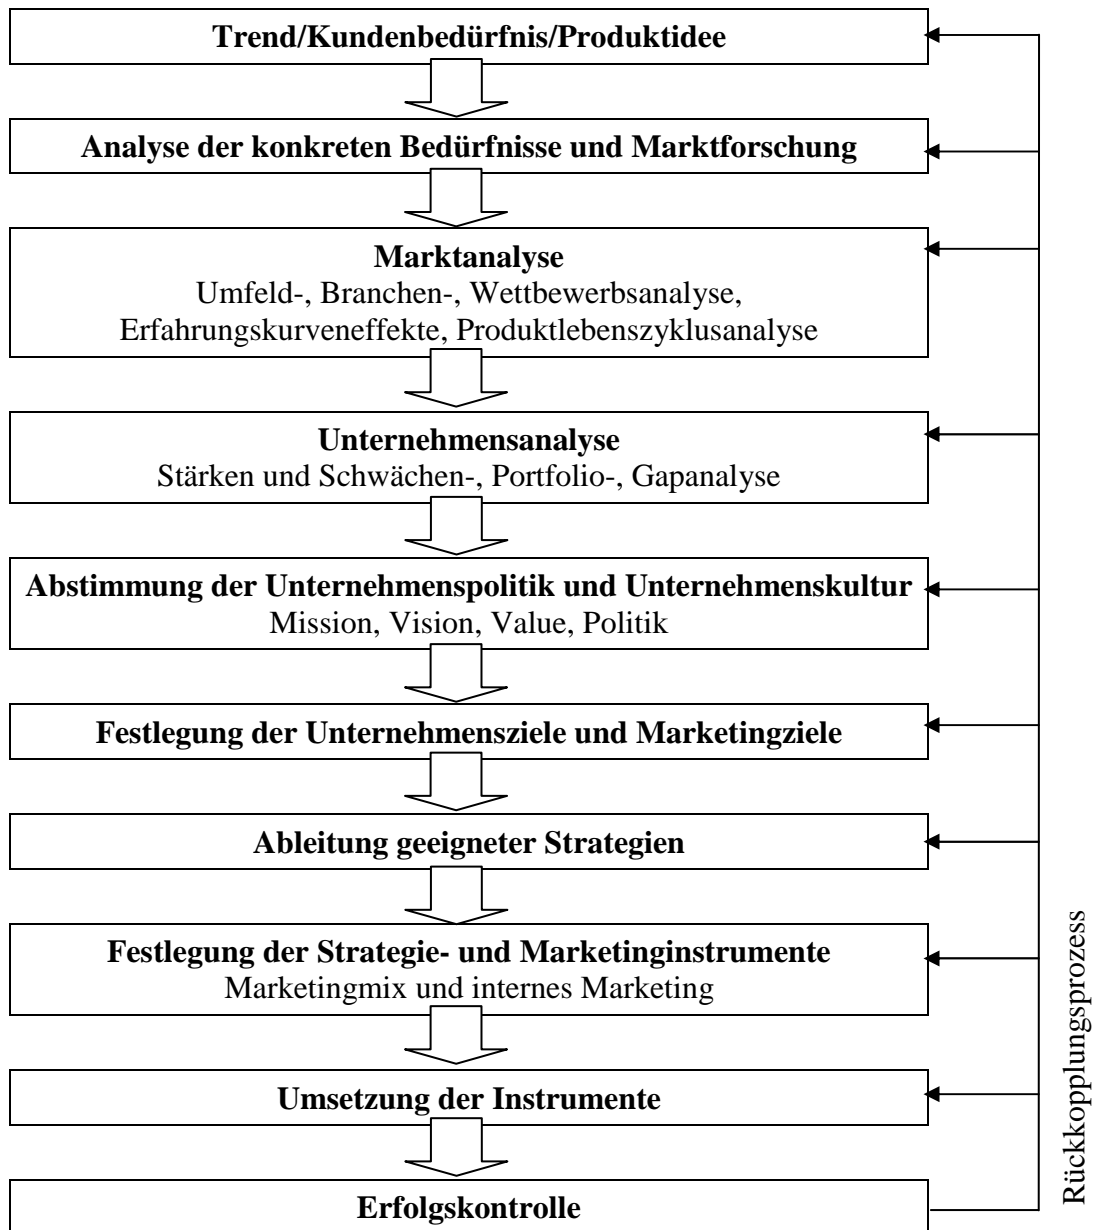 Trend/Kundenbedürfnis/Produktidee
Analyse der konkreten Bedürfnisse und Marktforschung
Marktanalyse
Umfeld-, Branchen-, Wettbewerbsanalyse,
Erfahrungskurveneffekte, Produktlebenszyklusanalyse
Unternehmensanalyse
Stärken und Schwächen-, Portfolio-, Gapanalyse
Abstimmung der Unternehmenspolitik und Unternehmenskultur
Mission, Vision, Value, Politik
Festlegung der Unternehmensziele und Marketingziele
Ableitung geeigneter Strategien
Festlegung der Strategie- und Marketinginstrumente
Marketingmix und internes Marketing
Umsetzung der Instrumente
Erfolgskontrolle
Rückkopplungsprozess